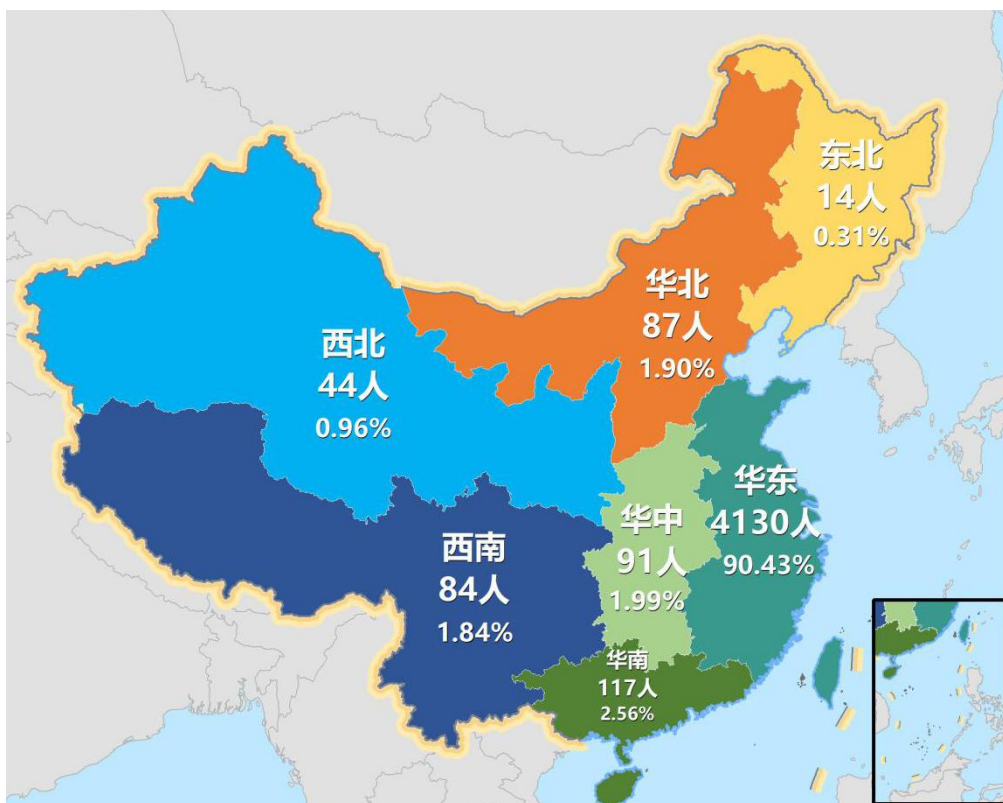 东北
14人
0.31%
华北
87人
1.90%
西北
44人
0.96%
华东
4130人
90.43%
华中
91人
1.99%
西南
84人
1.84%
华南
117人
2.56%